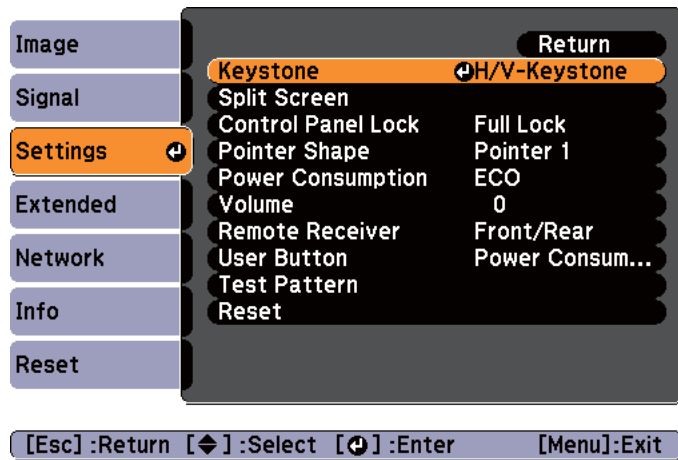 Image
Signal
Settings
Extended
Network
Info
Reset
Return
Keystone H/V-Keystone
Split Screen
Control Panel Lock Full Lock
Pointer Shape Pointer 1
Power Consumption ECO
Volume 0
Remote Receiver Front/Rear
User Button Power Consum...
Test Pattern
Reset
[Esc] :Return [ ] :Select [ ] :Enter [Menu]:Exit